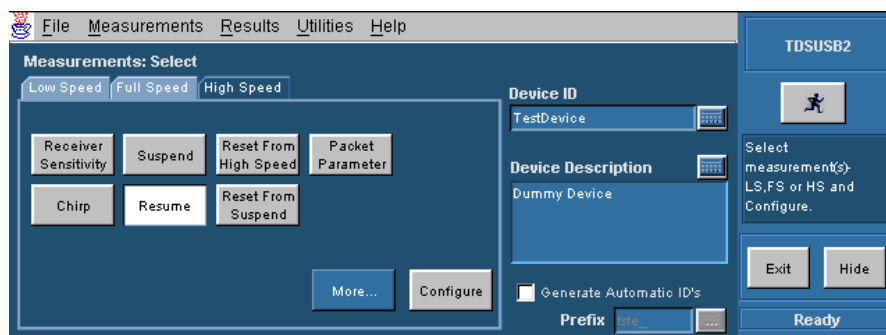 File Measurements Results Utilities Help
TDSUSB2
Measurements: Select
Low Speed Full Speed High Speed
Receiver
Sensitivity
Suspend
Reset From
High Speed
Packet
Parameter
Chirp
Resume
Reset From
Suspend
More...
Configure
Device ID
TestDevice
Device Description
Dummy Device
Generate Automatic ID's
Prefix
...
Select
measurement(s)-
LS,FS or HS and
Configure.
Exit
Hide
Ready